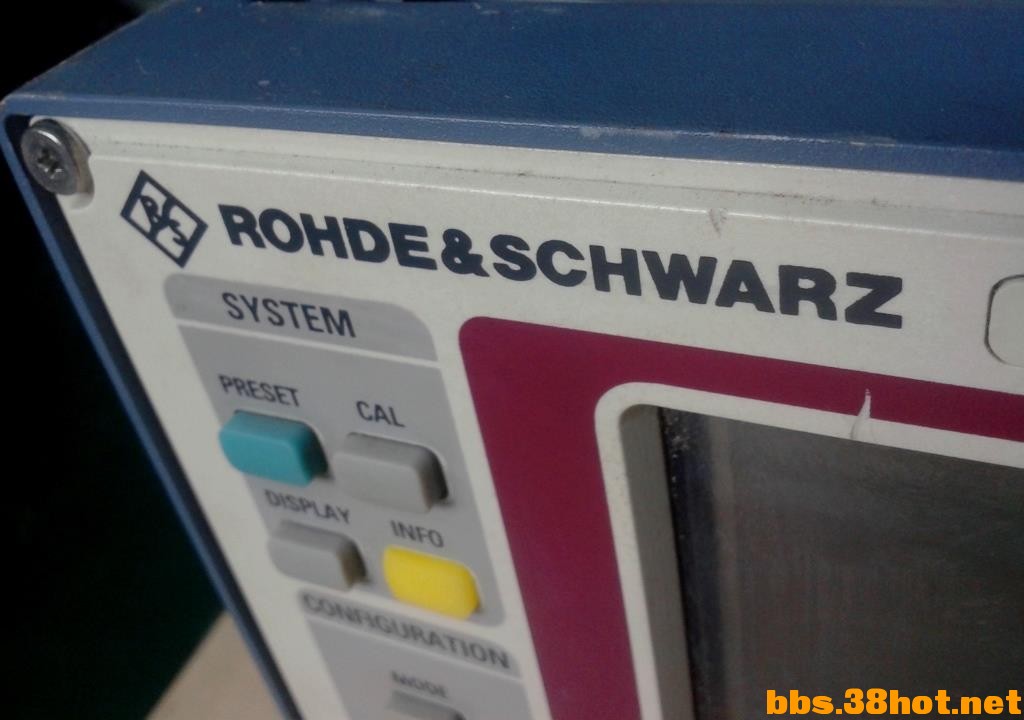 R&S ROHDE&SCHWARZ
SYSTEM
PRESET
CAL
DISPLAY
INFO
CONFIGURATION
MODE
bbs.38hot.net